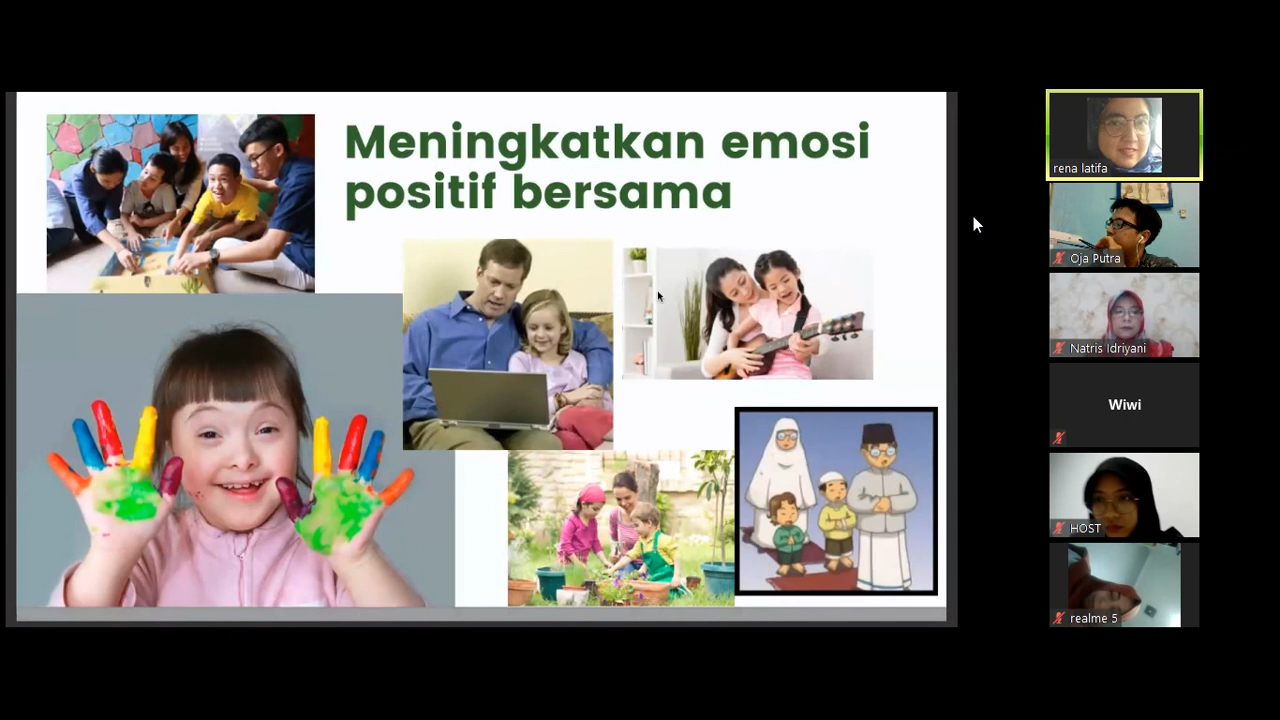 Meningkatkan emosi
positif bersama
rena latifa
Oja Putra
Natris Idriyani
Wiwi
HOST
realme 5